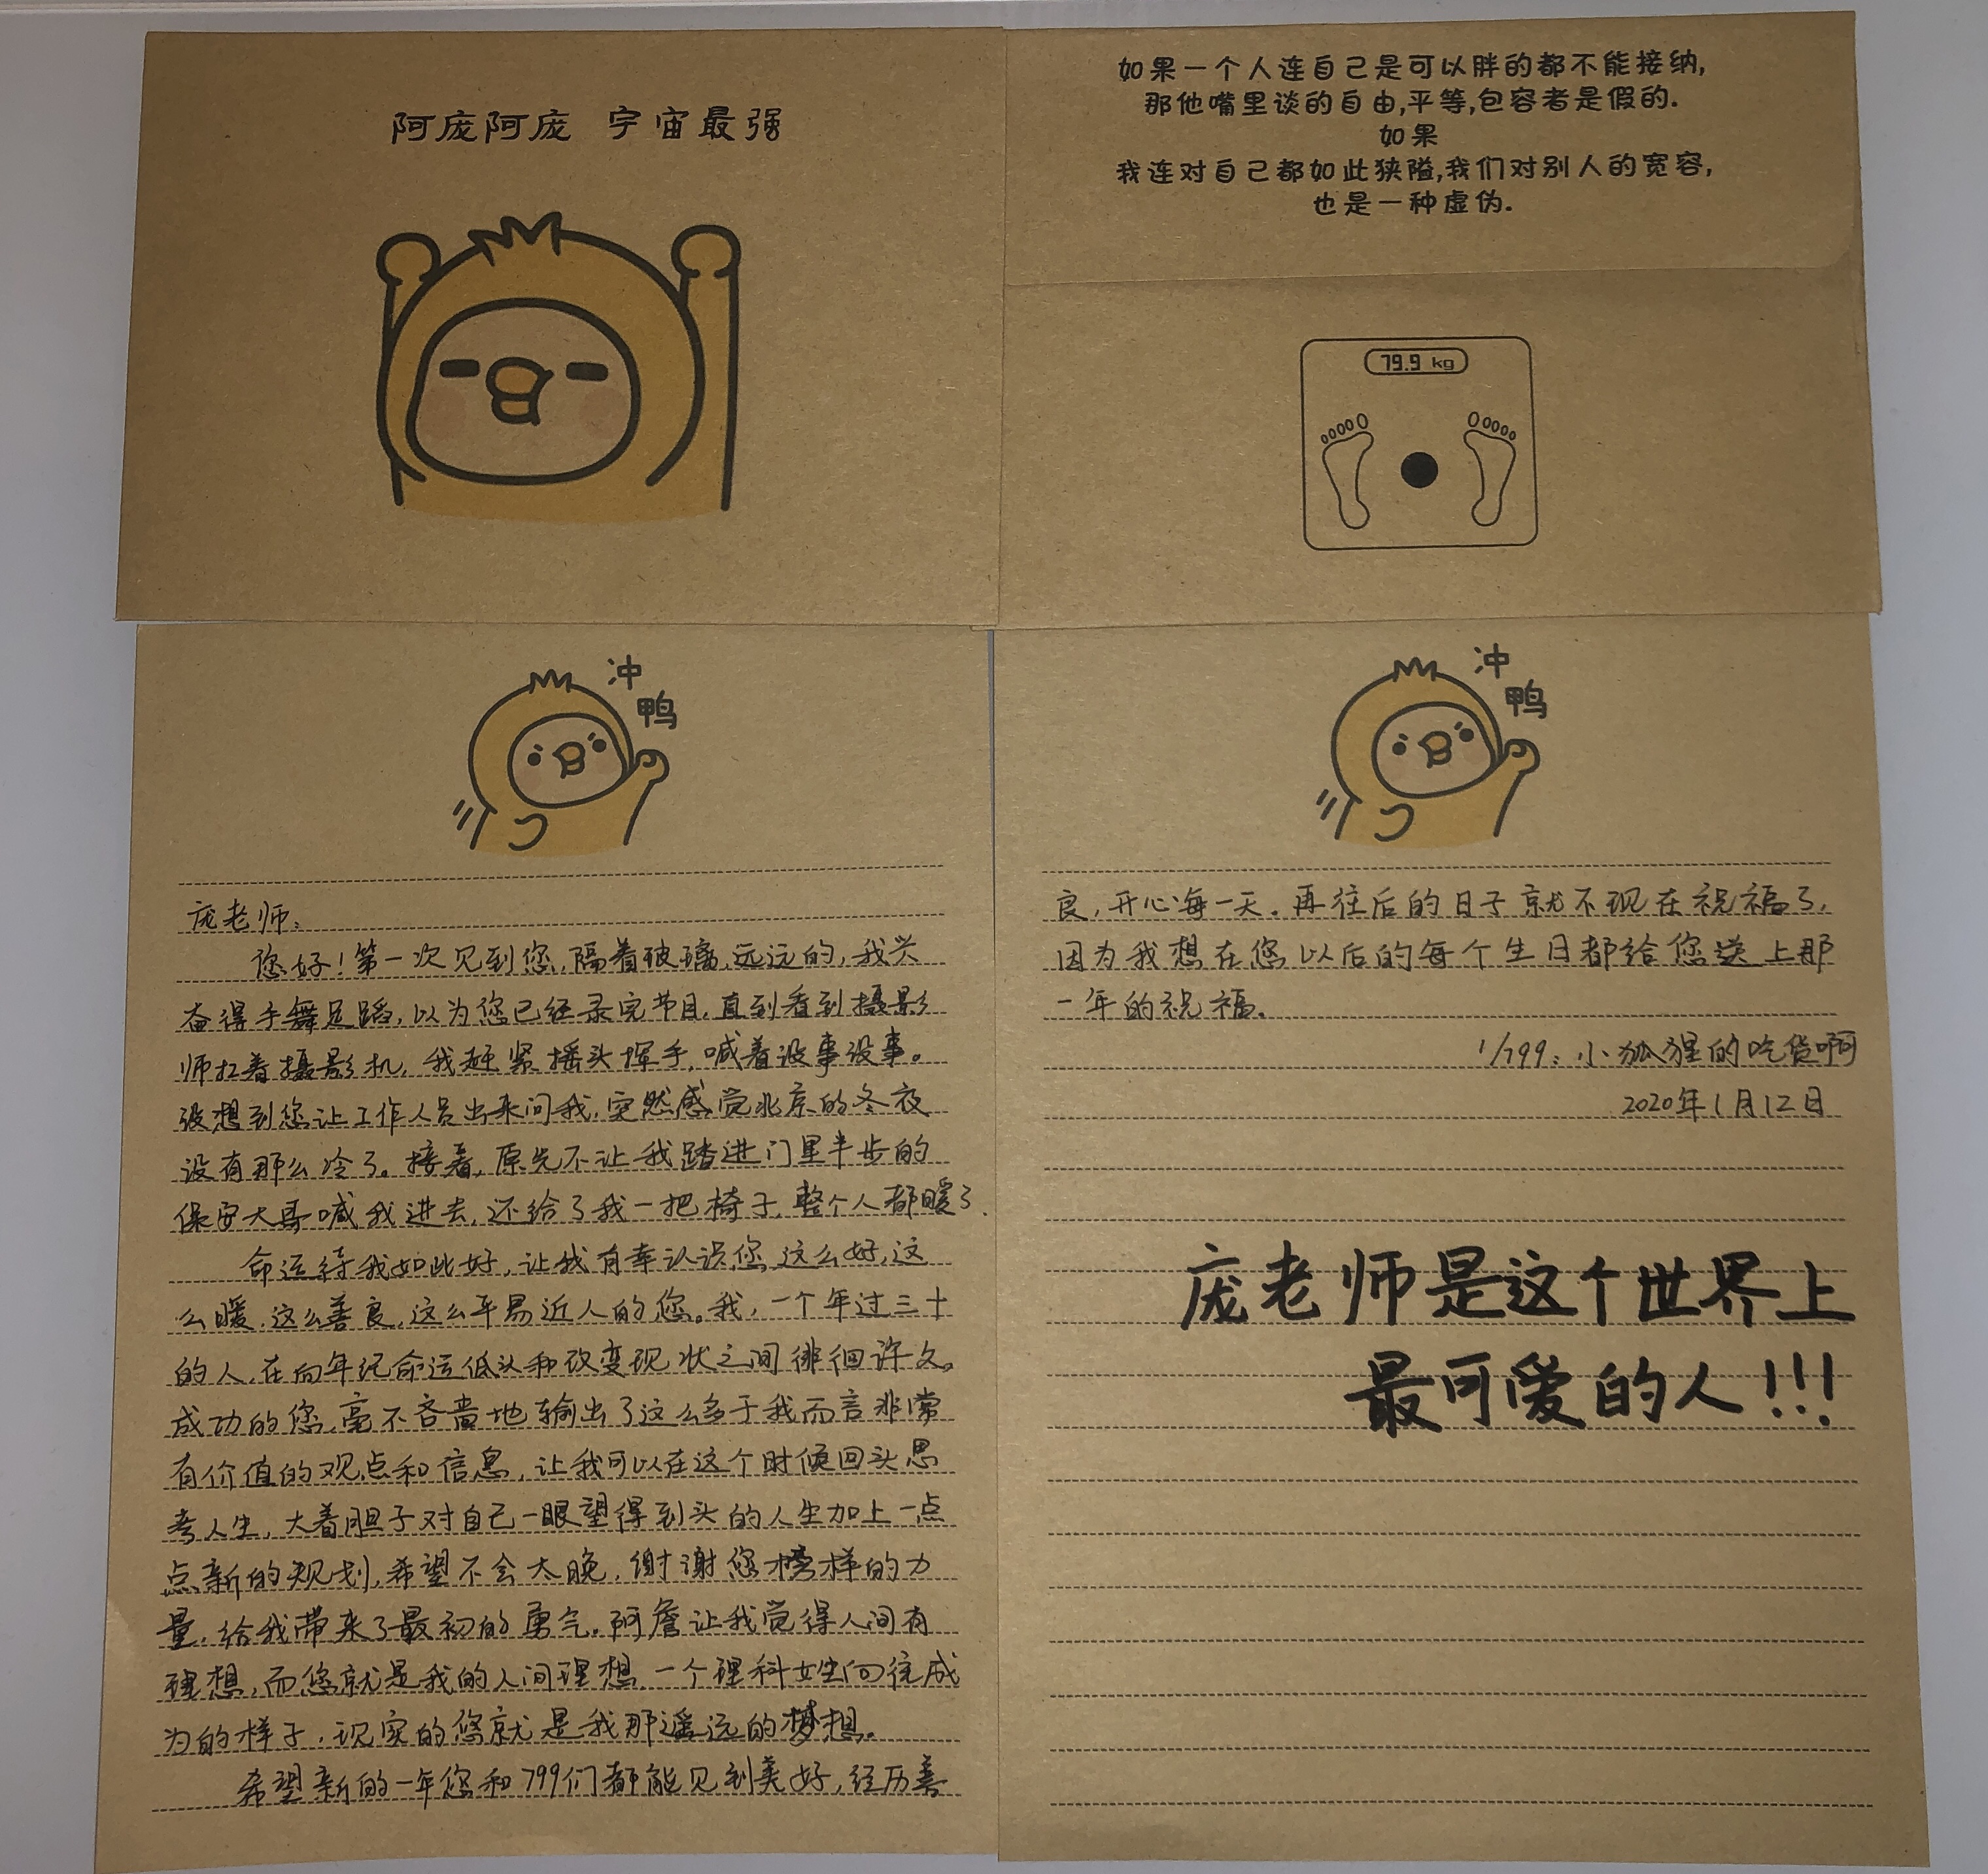 阿庞阿庞 宇宙最强
如果一个人连自己是可以胖的都不能接纳,
那他嘴里谈的自由,平等,包容者是假的.
如果
我连对自己都如此狭隘,我们对别人的宽容,
也是一种虚伪.
79.9 kg
冲
鸭
庞老师:
您好!第一次见到您,隔着玻璃,远远的,我兴
奋得手舞足蹈,以为您已经录完节目,直到看到摄影
师扛着摄影机,我赶紧摇头挥手,喊着没事没事。
没想到您让工作人员出来问我,突然感觉北京的冬夜
没有那么冷了。接着,原先不让我踏进门里半步的
保安大哥喊我进去,还给了我一把椅子,整个人都暖了.
命运待我如此好,让我有幸认识您,这么好,这
么暖,这么善良,这么平易近人的您。我,一个年过三十
的人,在向年纪命运低头和改变现状之间徘徊许久。
成功的您,毫不吝啬地输出了这么多于我而言非常
有价值的观点和信息,让我可以在这个时候回头思
考人生,大着胆子对自己一眼望得到头的人生加上一点
点新的规划,希望不会太晚,谢谢您榜样的力
量,给我带来了最初的勇气。阿詹让我觉得人间有
理想,而您就是我的人间理想.一个理科女生向往成
为的样子,现实的您就是我那遥远的梦想。
希望新的一年您和799们都能见到美好,经历善
冲
鸭
良,开心每一天.再往后的日子就不现在祝福了,
因为我想在您以后的每个生日都给您送上那
一年的祝福.
1/799:小狐狸的吃货啊
2020年1月12日
庞老师是这个世界上
最可爱的人!!!